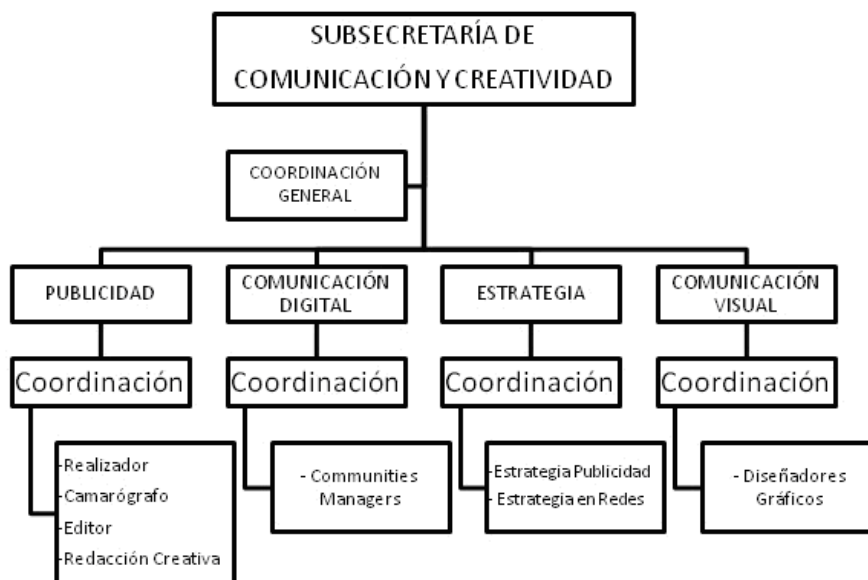 SUBSECRETARÍA DE
COMUNICACIÓN Y CREATIVIDAD
COORDINACIÓN
GENERAL
PUBLICIDAD
COMUNICACIÓN
DIGITAL
ESTRATEGIA
COMUNICACIÓN
VISUAL
Coordinación
Coordinación
Coordinación
Coordinación
-Realizador
-Camarógrafo
-Editor
-Redacción Creativa
- Communities
Managers
-Estrategia Publicidad
- Estrategia en Redes
- Diseñadores
Gráficos